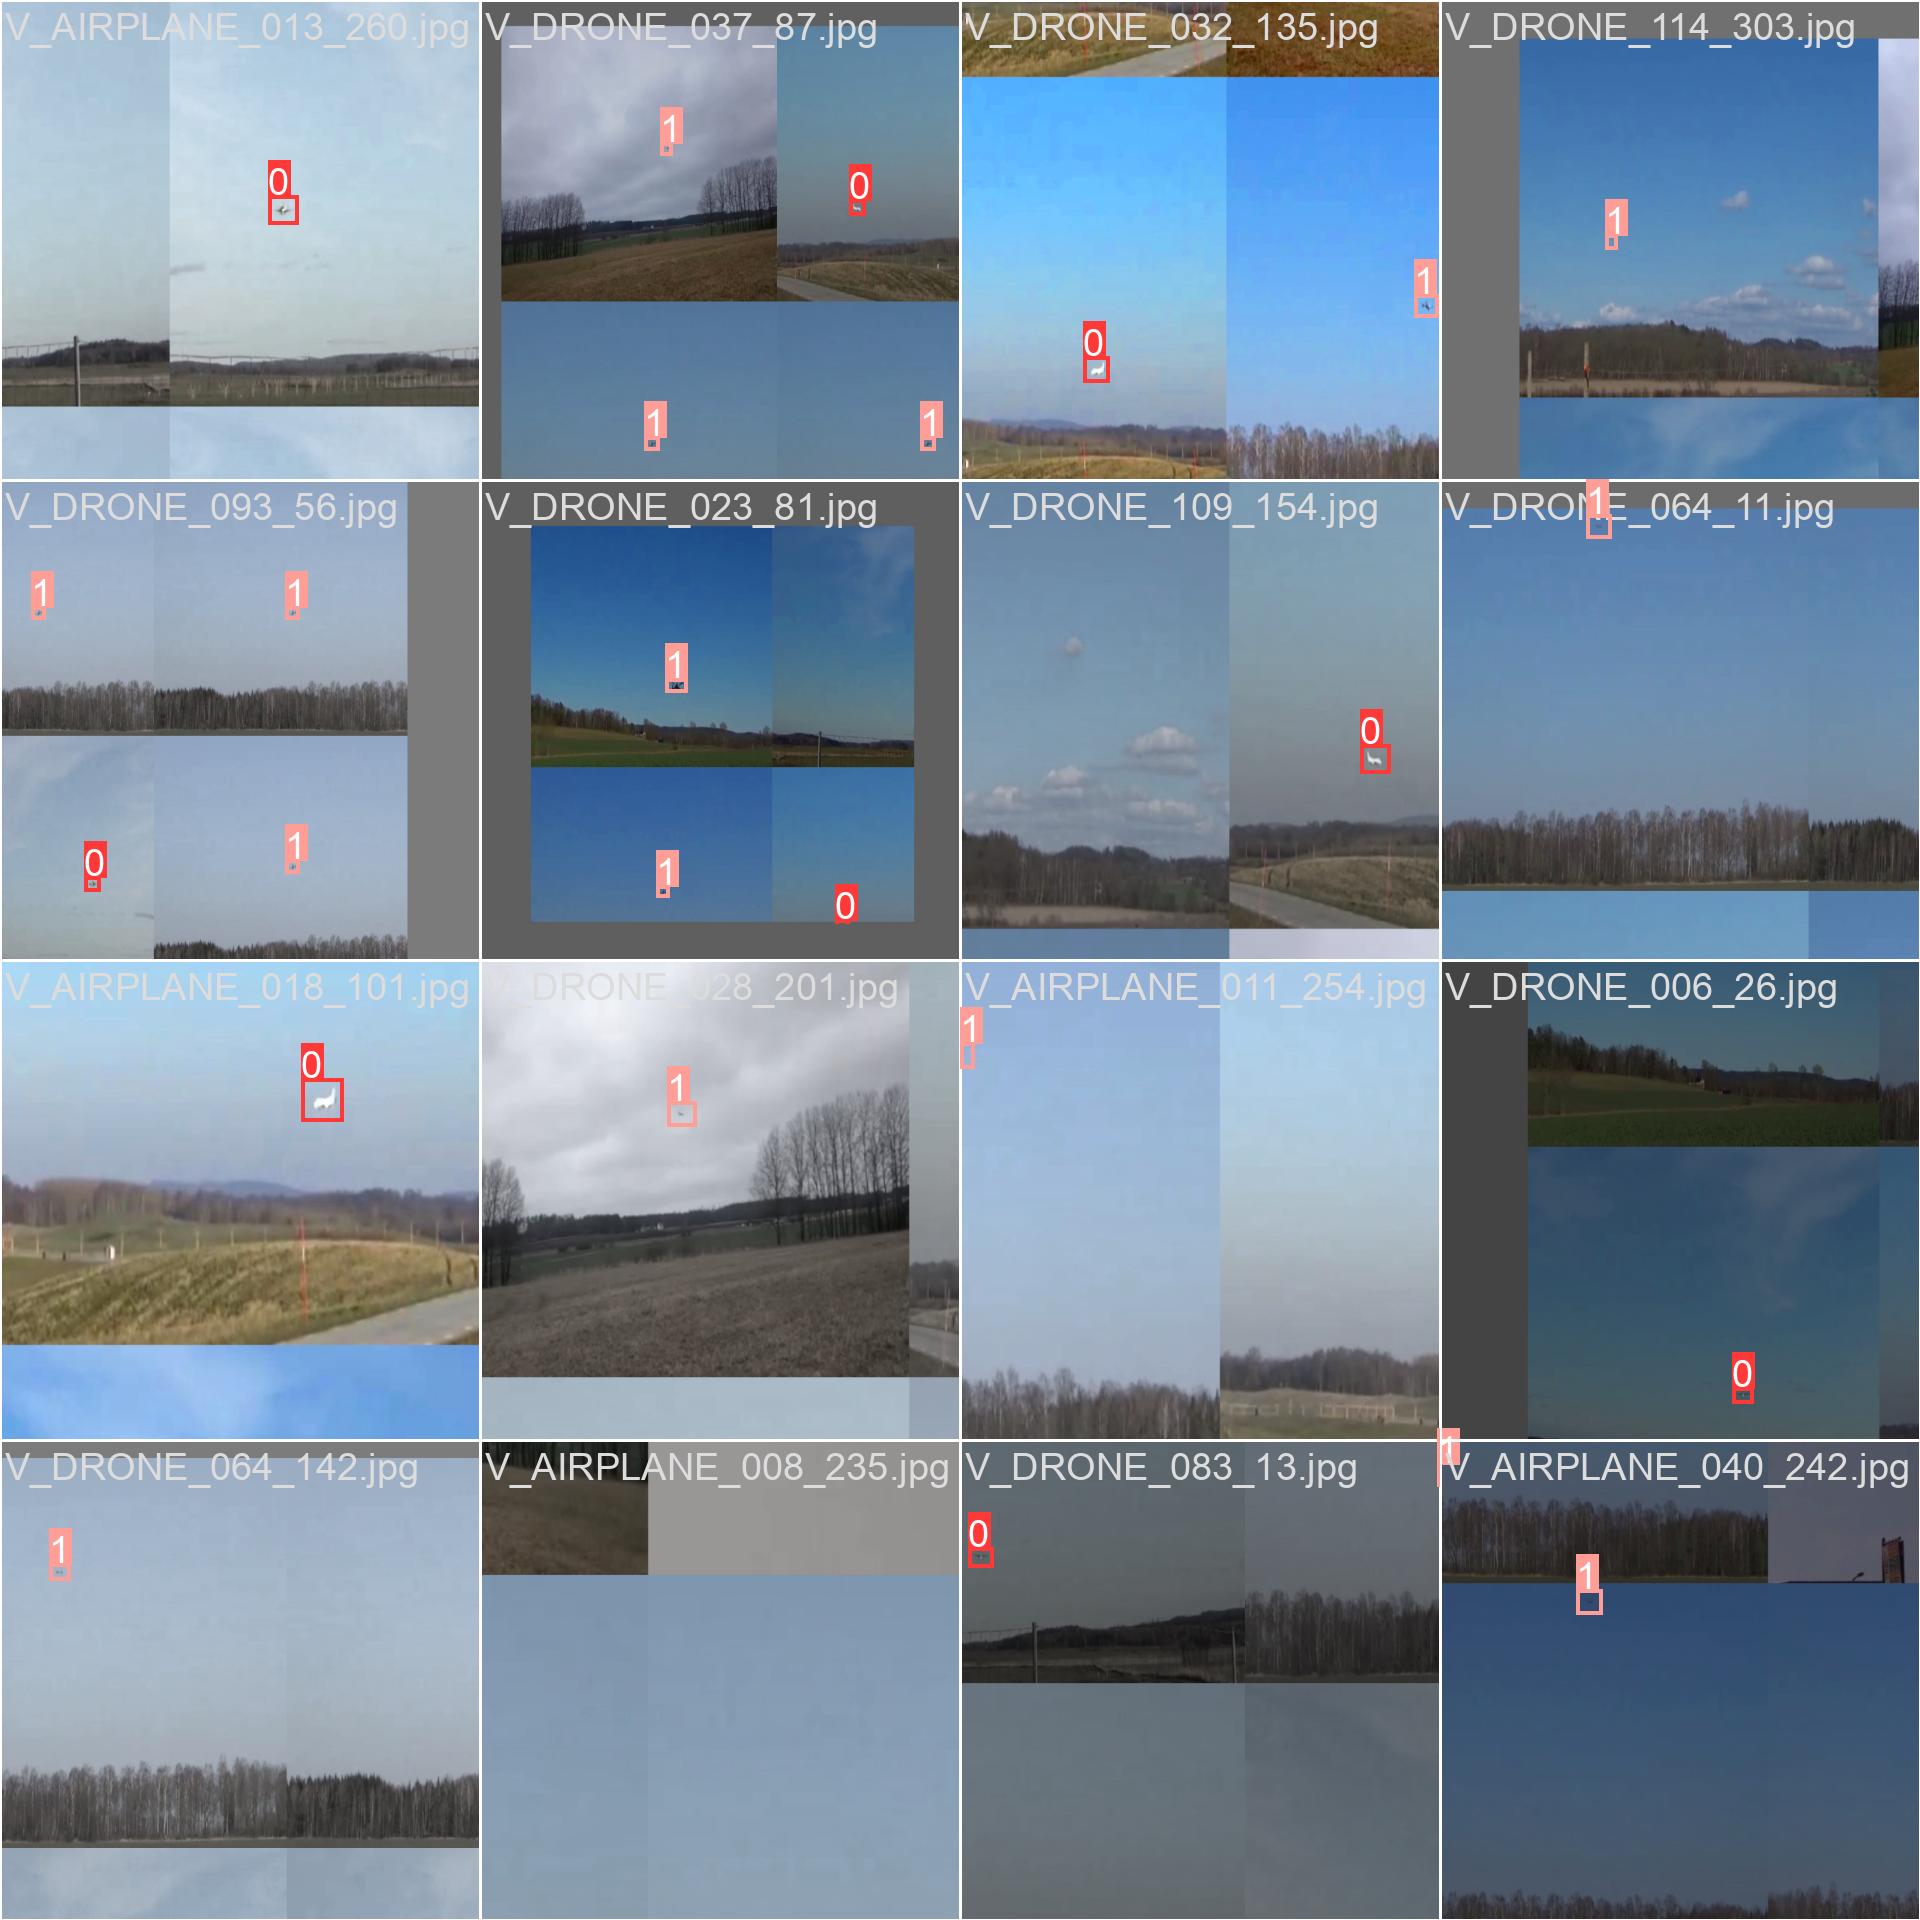 V_AIRPLANE_013_260.jpg
V_DRONE_037_87.jpg
V_DRONE_032_135.jpg
V_DRONE_114_303.jpg
0
1
0
1
1
0
1
1
V_DRONE_093_56.jpg
V_DRONE_023_81.jpg
V_DRONE_109_154.jpg
V_DRONE_064_11.jpg
1
1
0
1
1
1
0
0
1
V_AIRPLANE_018_101.jpg
V_DRONE_028_201.jpg
V_AIRPLANE_011_254.jpg
V_DRONE_006_26.jpg
0
1
1
0
V_DRONE_064_142.jpg
V_AIRPLANE_008_235.jpg
V_DRONE_083_13.jpg
V_AIRPLANE_040_242.jpg
1
0
1
1